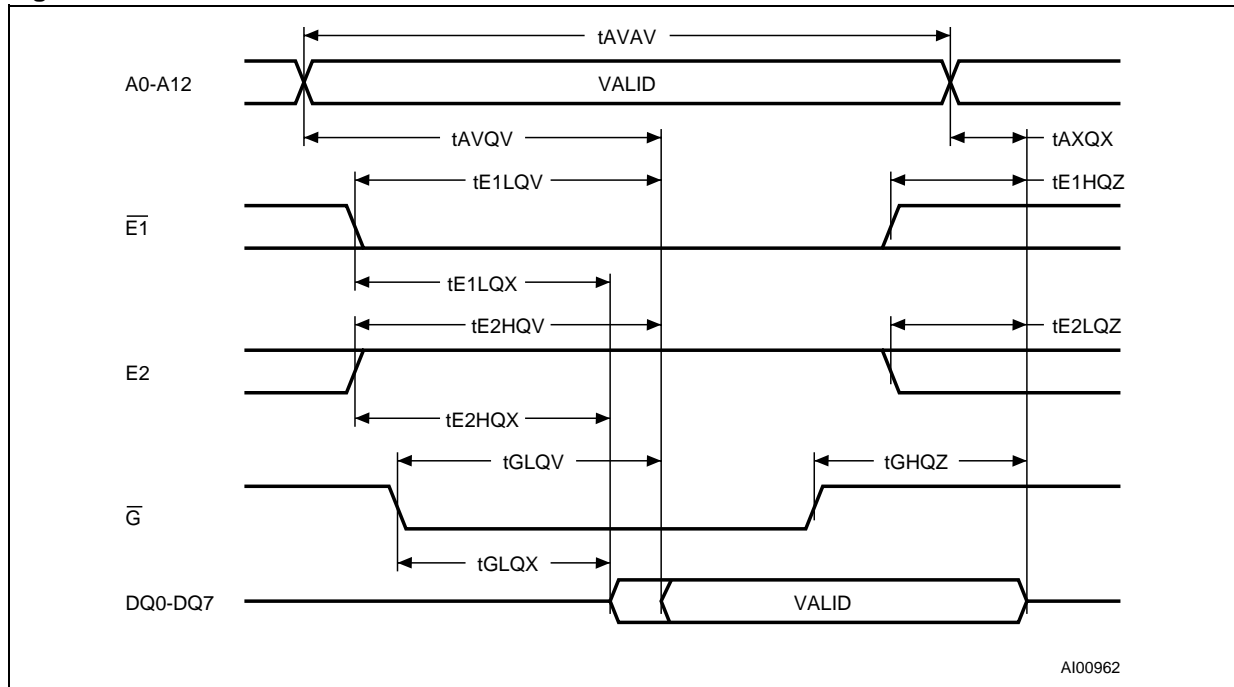 tAVAV
A0-A12
VALID
tAVQV
tAXQX
tE1LQV
tE1HQZ
E1
tE1LQX
tE2HQV
tE2LQZ
E2
tE2HQX
tGLQV
tGHQZ
G
tGLQX
DQ0-DQ7
VALID
AI00962